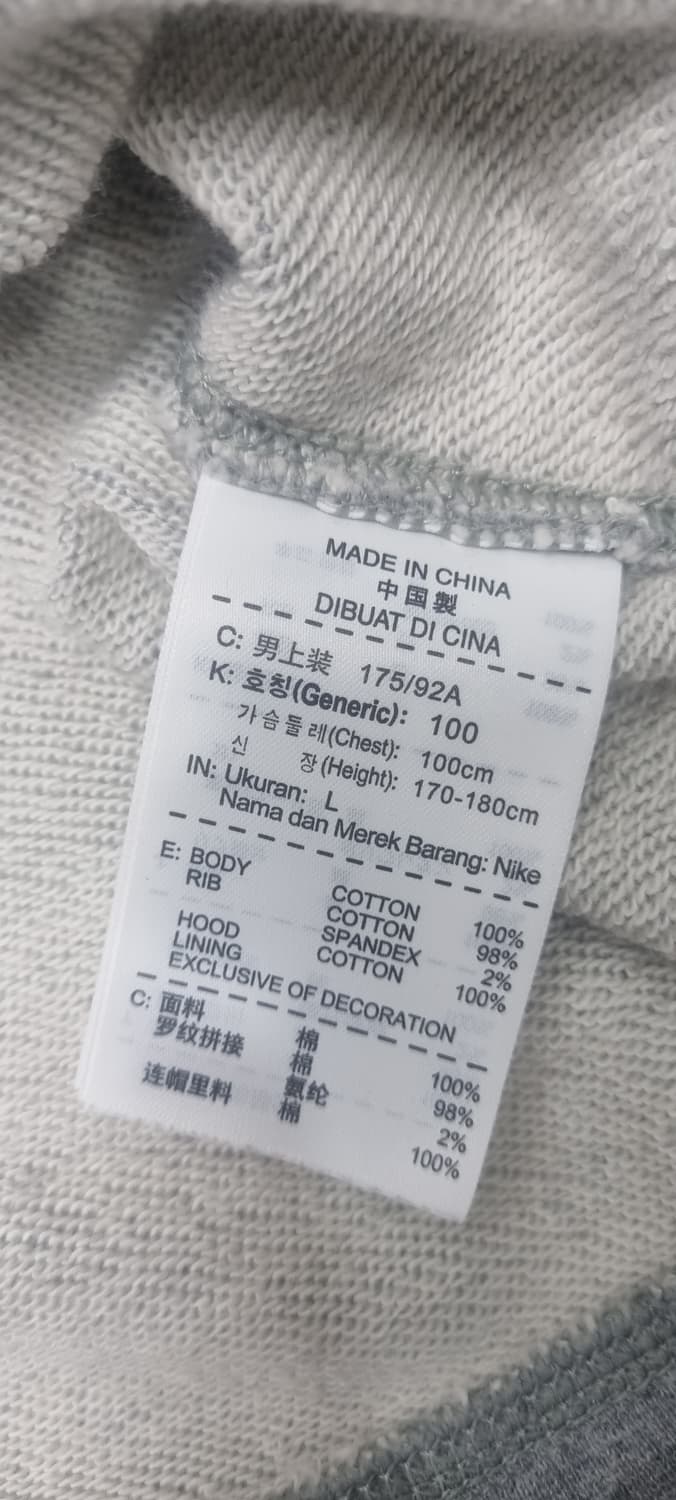 MADE IN CHINA
中国製
DIBUAT DI CINA
C: 男上装 175/92A
K: 호칭(Generic): 100
가슴둘레(Chest): 100cm
신 장(Height): 170-180cm
IN: Ukuran: L
Nama dan Merek Barang: Nike
E: BODY COTTON 100%
RIB COTTON 98%
SPANDEX 2%
HOOD LINING COTTON 100%
EXCLUSIVE OF DECORATION
C: 面料 棉 100%
罗纹拼接 棉 98%
氨纶 2%
连帽里料 棉 100%